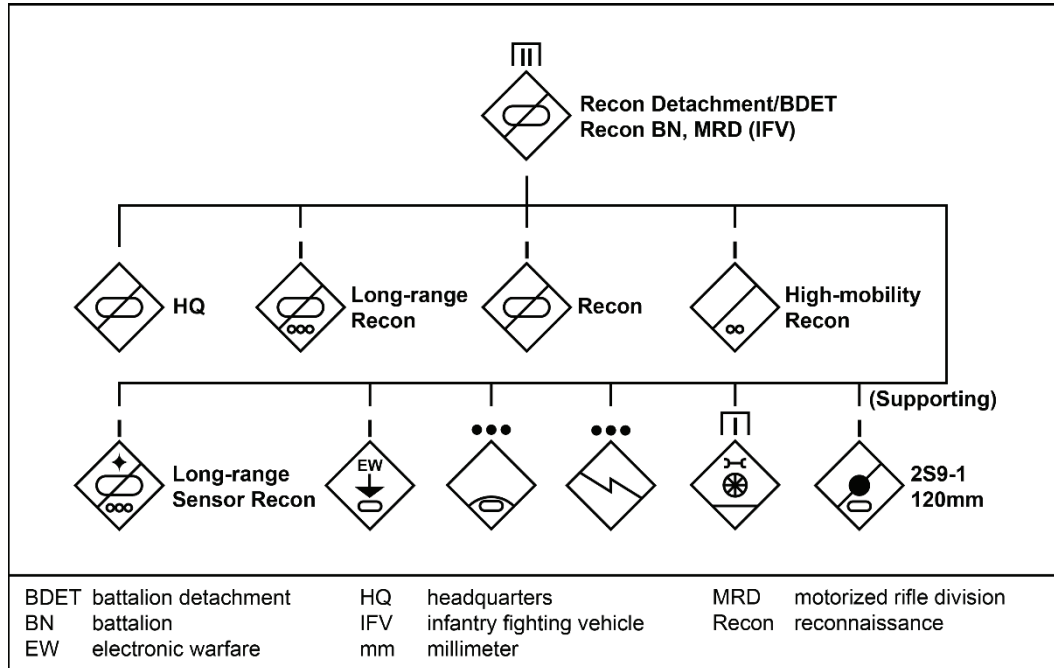 Recon Detachment/BDET
Recon BN, MRD (IFV)
HQ
Long-range
Recon
Recon
High-mobility
Recon
(Supporting)
Long-range
Sensor Recon
EW
2S9-1
120mm
BDET battalion detachment
BN battalion
EW electronic warfare
HQ headquarters
IFV infantry fighting vehicle
mm millimeter
MRD motorized rifle division
Recon reconnaissance